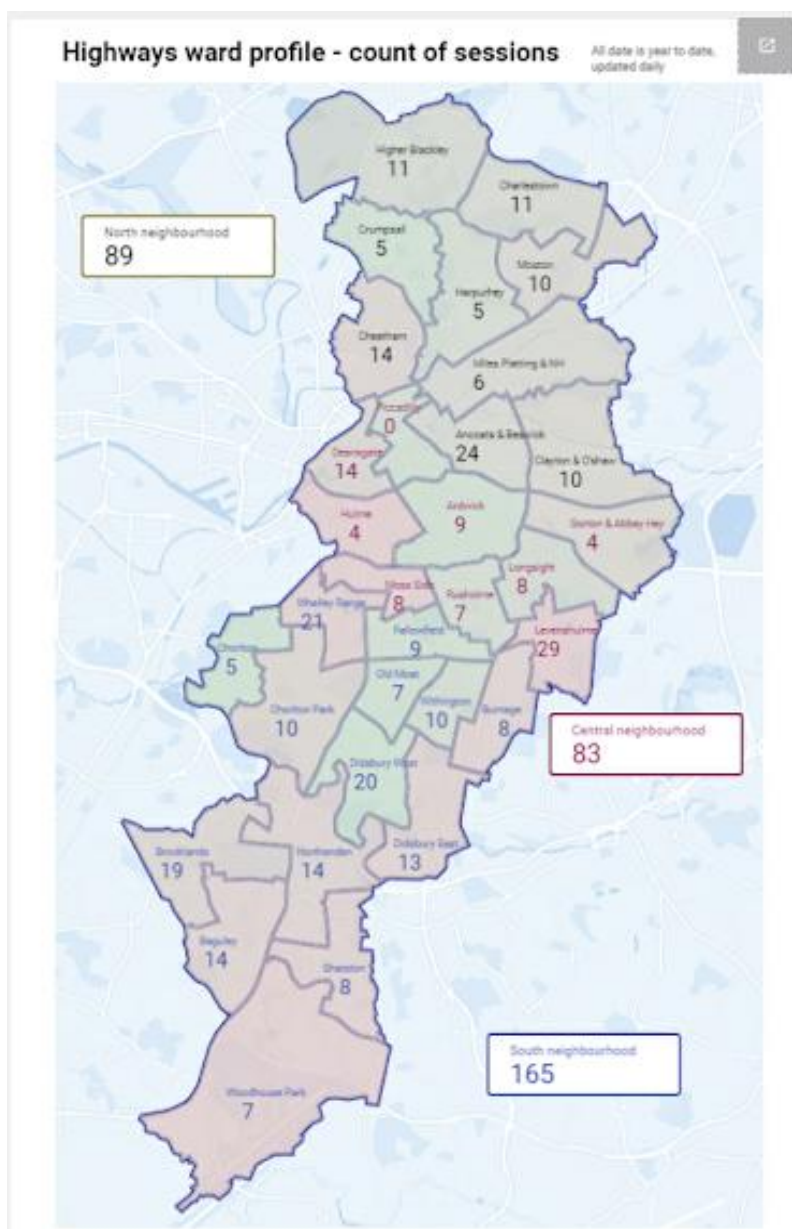 Highways ward profile - count of sessions
All date is year to date,
updated daily
Higher Blackley
11
Charlestown
11
North neighbourhood
89
Crumpsall
5
Moston
10
Harpurhey
5
Cheetham
14
Miles Platting & NH
6
Piccadilly
0
Ancoats & Beswick
24
Deansgate
14
Clayton & O'shaw
10
Hulme
4
Ardwick
9
Gorton & Abbey Hey
4
Longsight
8
Moss Side
8
Rusholme
7
Whalley Range
21
Levenshulme
29
Fallowfield
9
Chorlton
5
Old Moat
7
Withington
10
Chorlton Park
10
Burnage
8
Central neighbourhood
83
Didsbury West
20
Didsbury East
13
Brooklands
19
Northenden
14
Baguley
14
Sharston
8
South neighbourhood
165
Woodhouse Park
7